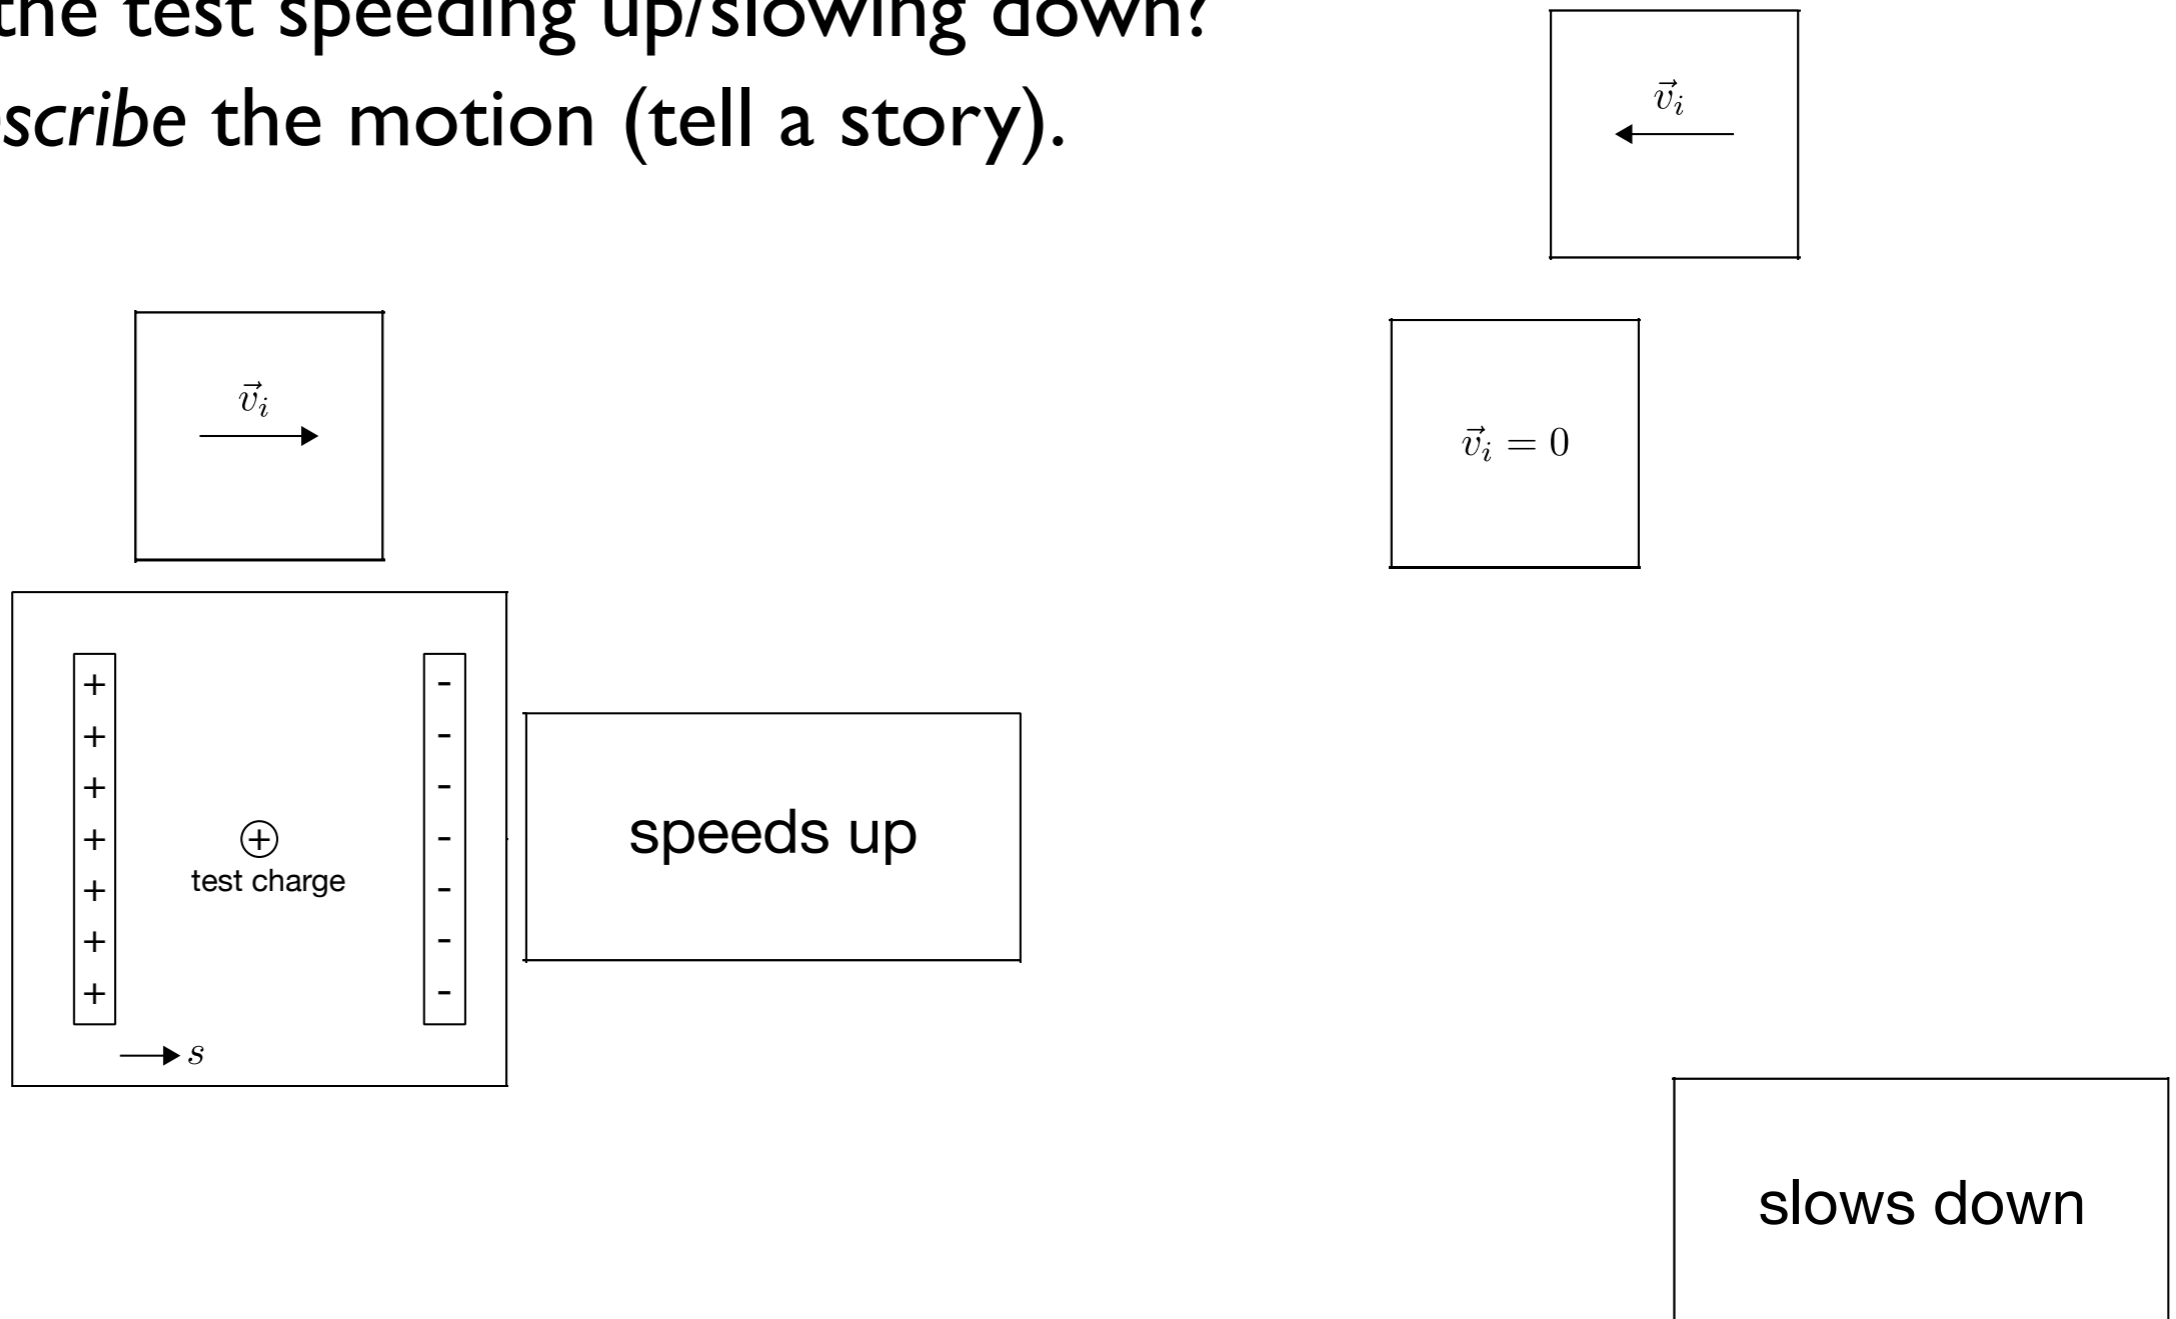 the test speeding up/slowing down?
scribe the motion (tell a story).
v⃗ᵢ
v⃗ᵢ
v⃗ᵢ = 0
+ -
+ -
+ -
+ -
+ -
+ -
+ -
⊕
test charge
s
speeds up
slows down